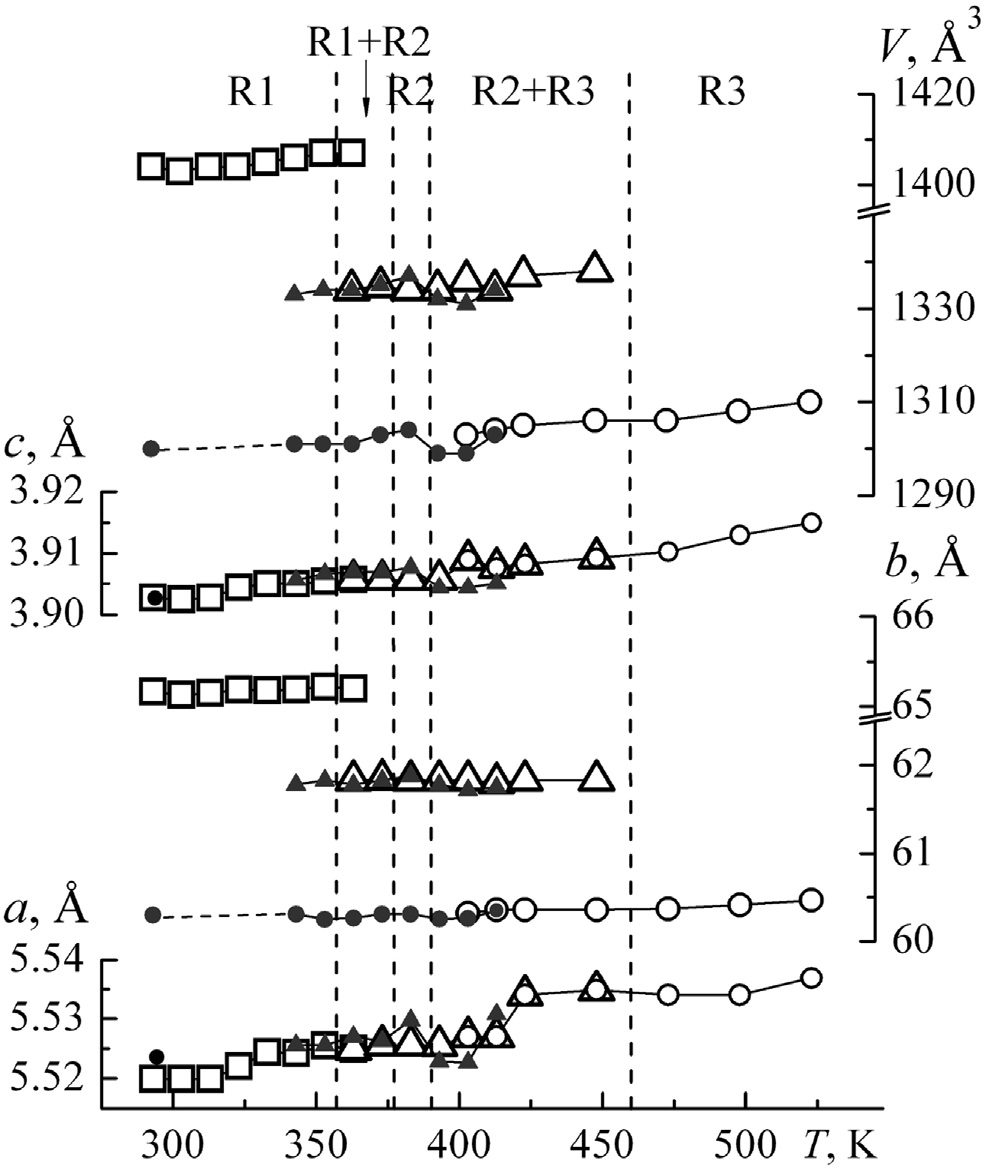 R1+R2
V, Å³
R1 R2 R2+R3 R3
1420
1400
1330
1310
c, Å
3.92
1290
3.91
b, Å
3.90
66
65
62
61
a, Å
60
5.54
5.53
5.52
300 350 400 450 500 T, K